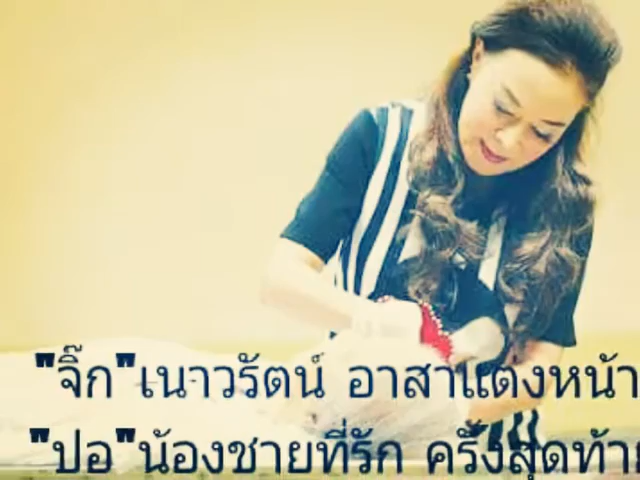 "จิ๊ก"เนาวรัตน์ อาสาแต่งหน้า
"ปอ"น้องชายที่รัก ครั้งสุดท้าย